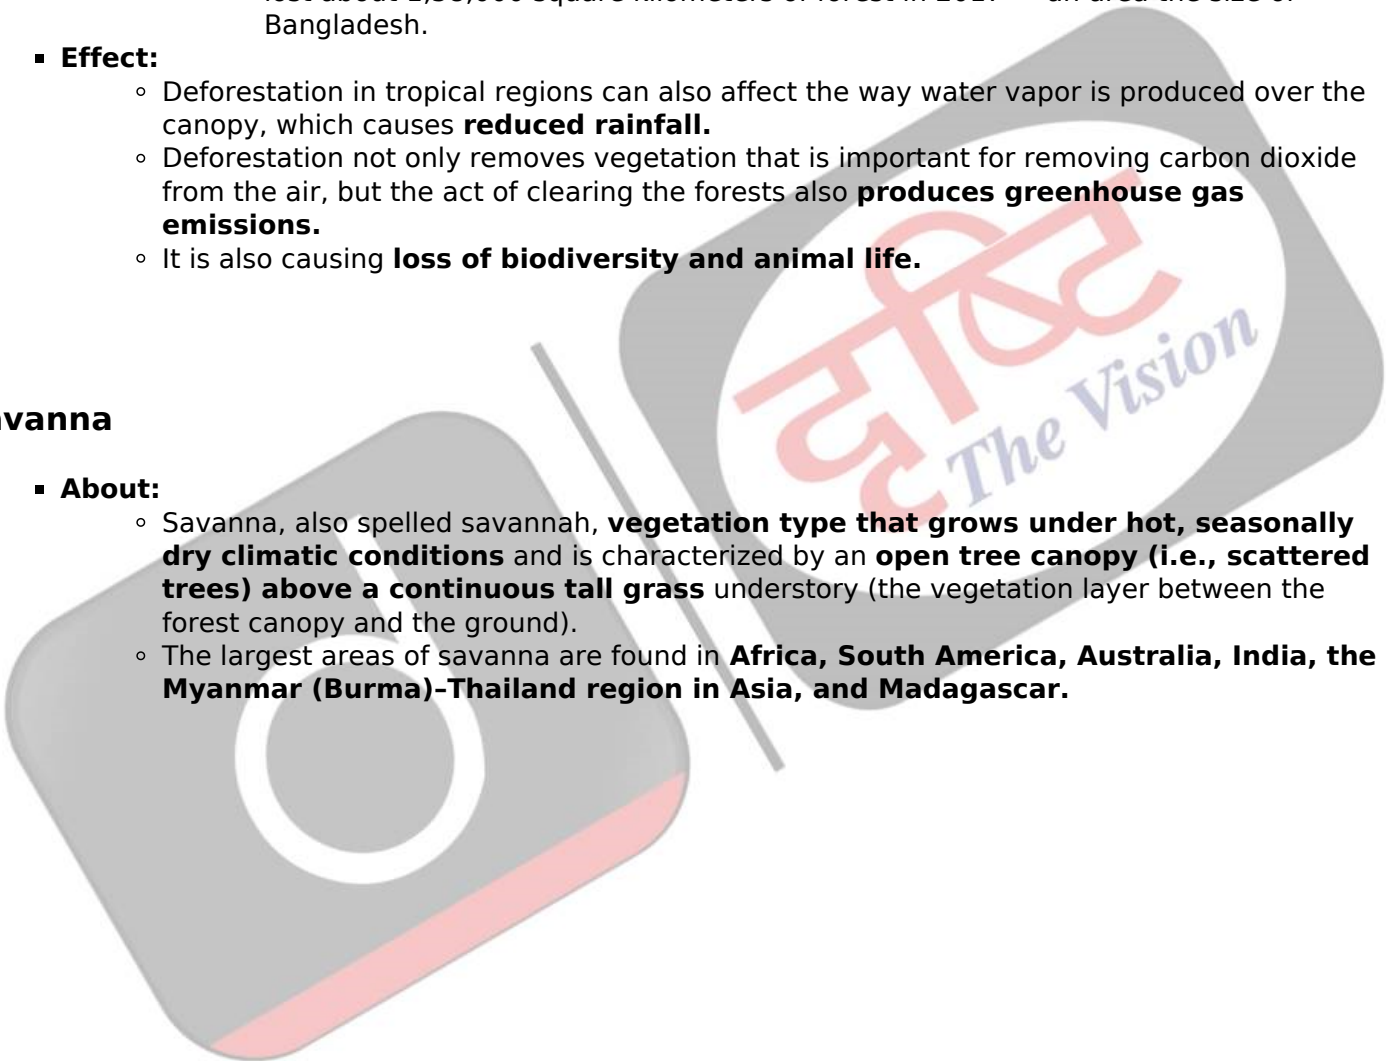 Bangladesh.
▪ Effect:
◦ Deforestation in tropical regions can also affect the way water vapor is produced over the
canopy, which causes reduced rainfall.
◦ Deforestation not only removes vegetation that is important for removing carbon dioxide
from the air, but the act of clearing the forests also produces greenhouse gas
emissions.
◦ It is also causing loss of biodiversity and animal life.
दृष्टि
The Vision
vanna
▪ About:
◦ Savanna, also spelled savannah, vegetation type that grows under hot, seasonally
dry climatic conditions and is characterized by an open tree canopy (i.e., scattered
trees) above a continuous tall grass understory (the vegetation layer between the
forest canopy and the ground).
◦ The largest areas of savanna are found in Africa, South America, Australia, India, the
Myanmar (Burma)–Thailand region in Asia, and Madagascar.